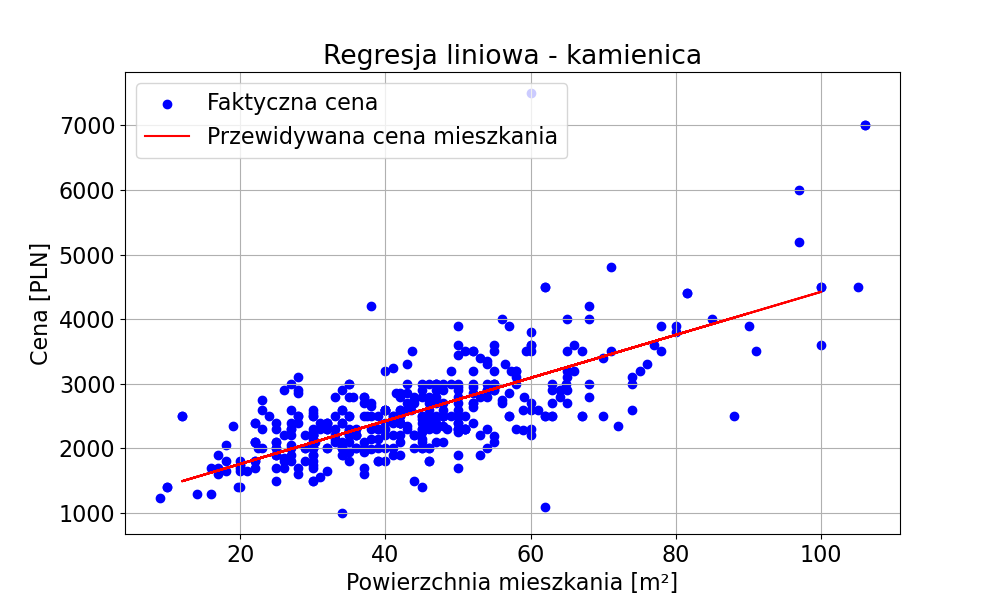 Regresja liniowa - kamienica
Faktyczna cena
Przewidywana cena mieszkania
Cena [PLN]
7000
6000
5000
4000
3000
2000
1000
20
40
60
80
100
Powierzchnia mieszkania [m²]